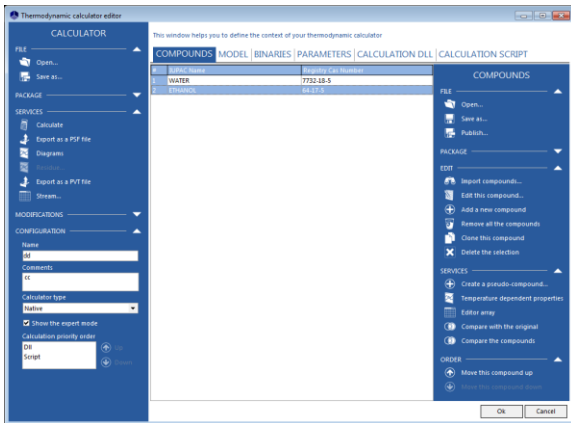 Thermodynamic calculator editor
CALCULATOR
FILE
Open...
Save as...
PACKAGE
SERVICES
Calculate
Export as a PSF file
Diagrams
Export as a PVT file
Stream...
MODIFICATIONS
CONFIGURATION
Name
dd
Comments
cc
Calculator type
Native
Show the expert mode
Calculation priority order
Dll
Script
Up
Down
This window helps you to define the context of your thermodynamic calculator
COMPOUNDS MODEL BINARIES PARAMETERS CALCULATION DLL CALCULATION SCRIPT
# IUPAC Name Registry Cas Number
1 WATER 7732-18-5
2 ETHANOL 64-17-5
COMPOUNDS
FILE
Open...
Save as...
Publish...
PACKAGE
EDIT
Import compounds...
Edit this compound...
Add a new compound
Remove all the compounds
Clone this compound
Delete the selection
SERVICES
Create a pseudo-compound...
Temperature dependent properties
Editor array
Compare with the original
Compare the compounds
ORDER
Move this compound up
Move this compound down
Ok Cancel